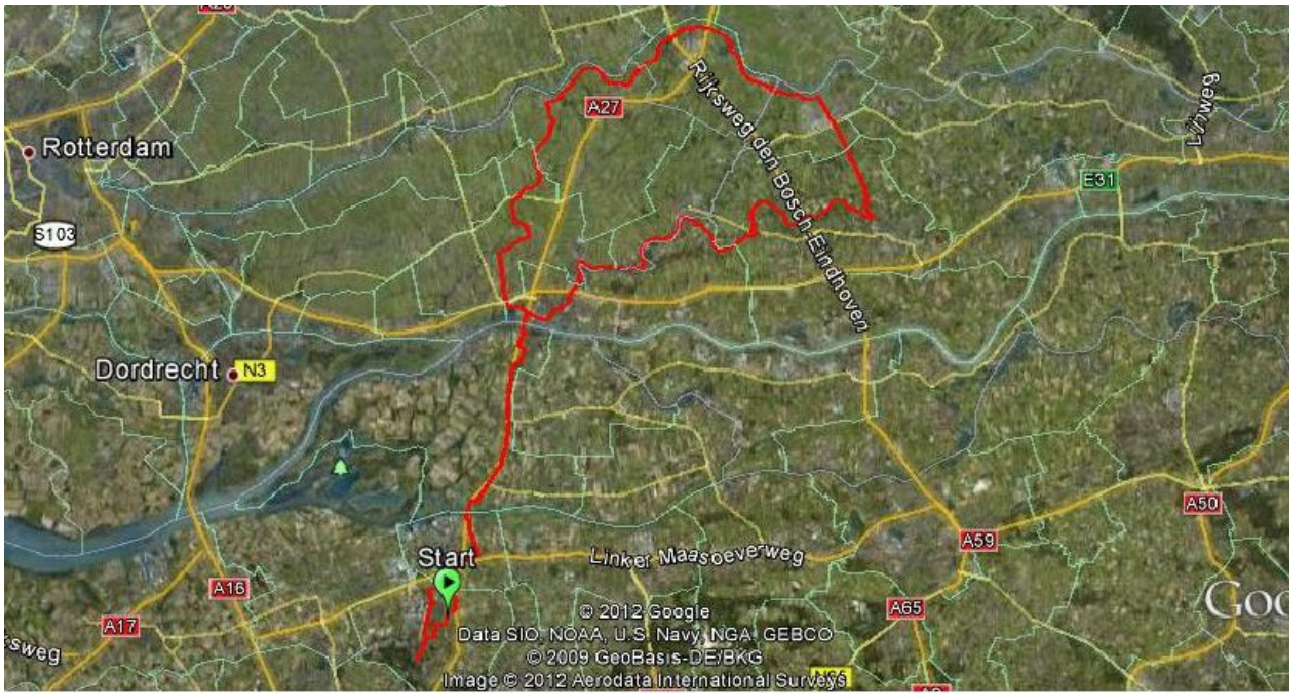 A27
Rijksweg den Bosch-Eindhoven
Lijnweg
Rotterdam
E31
S103
Dordrecht
N3
A50
Start
Linker Maasoeverweg
A59
A16
A65
A17
© 2012 Google
Data SIO, NOAA, U.S. Navy, NGA, GEBCO
© 2009 GeoBasis-DE/BKG
Image © 2012 Aerodata International Surveys